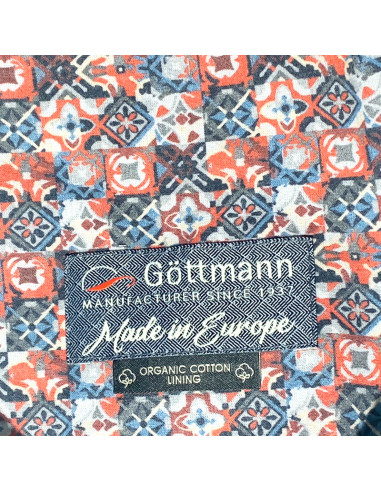 Göttmann
MANUFACTURER SINCE 1937
Made in Europe
ORGANIC COTTON
LINING